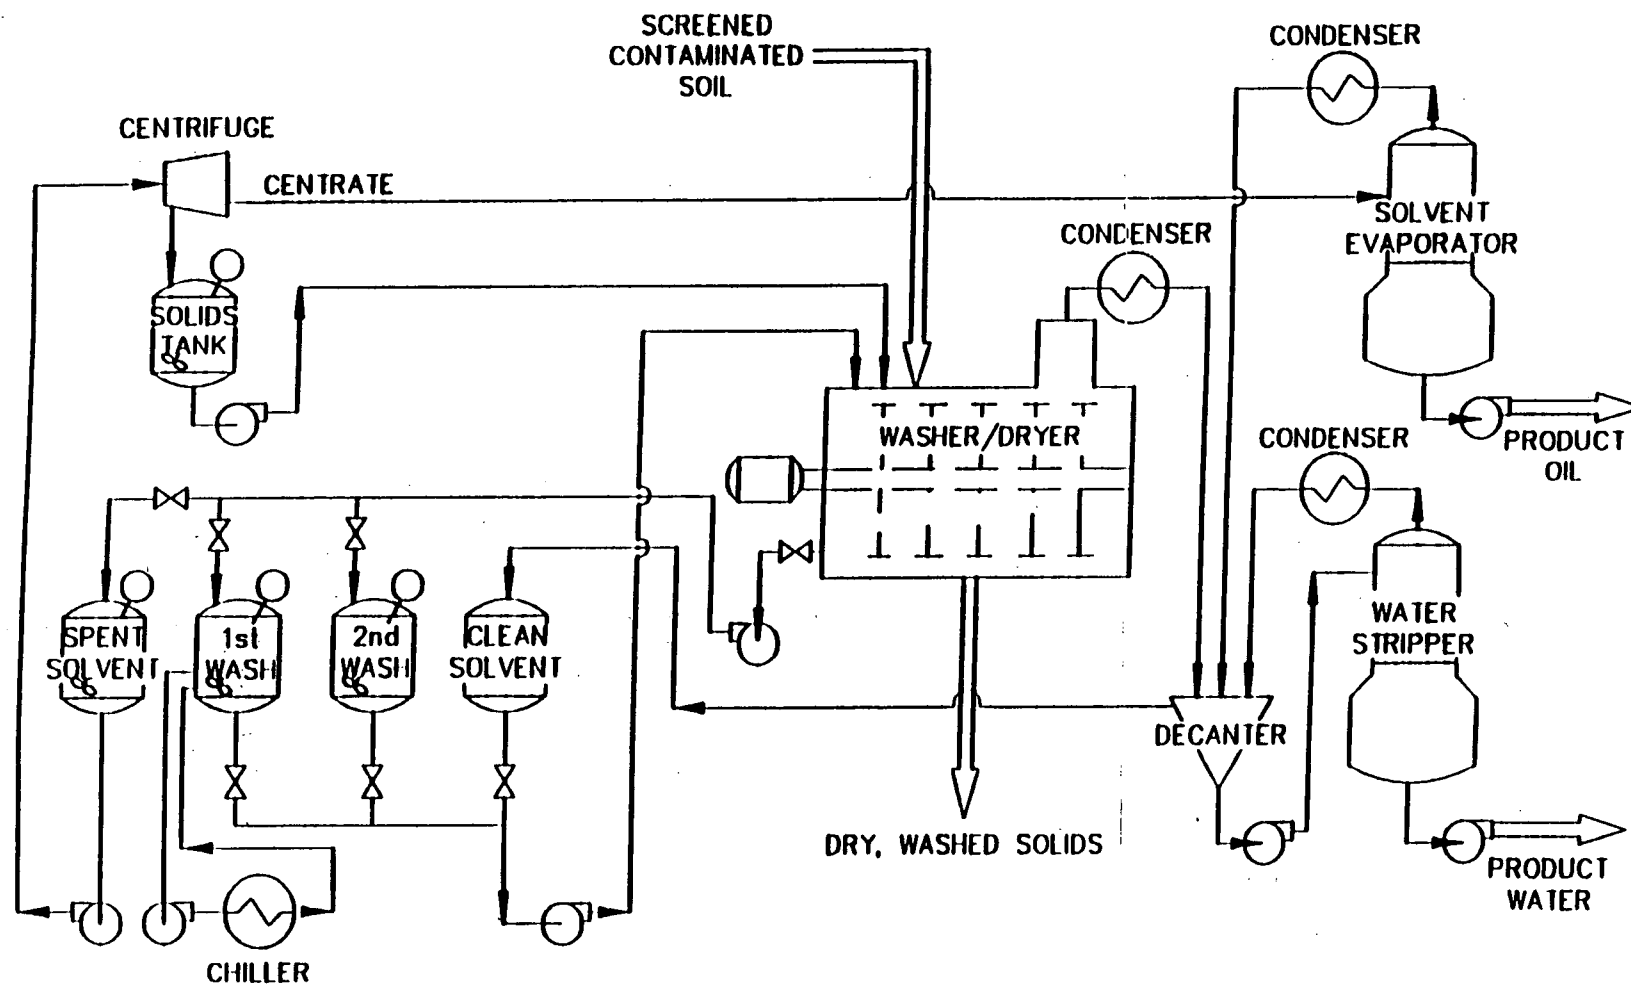 SCREENED
CONTAMINATED
SOIL
CONDENSER
CENTRIFUGE
CENTRATE
SOLVENT
EVAPORATOR
CONDENSER
SOLIDS
TANK
WASHER/DRYER
CONDENSER
PRODUCT
OIL
SPENT
SOLVENT
1st
WASH
2nd
WASH
CLEAN
SOLVENT
WATER
STRIPPER
DECANTER
DRY, WASHED SOLIDS
PRODUCT
WATER
CHILLER